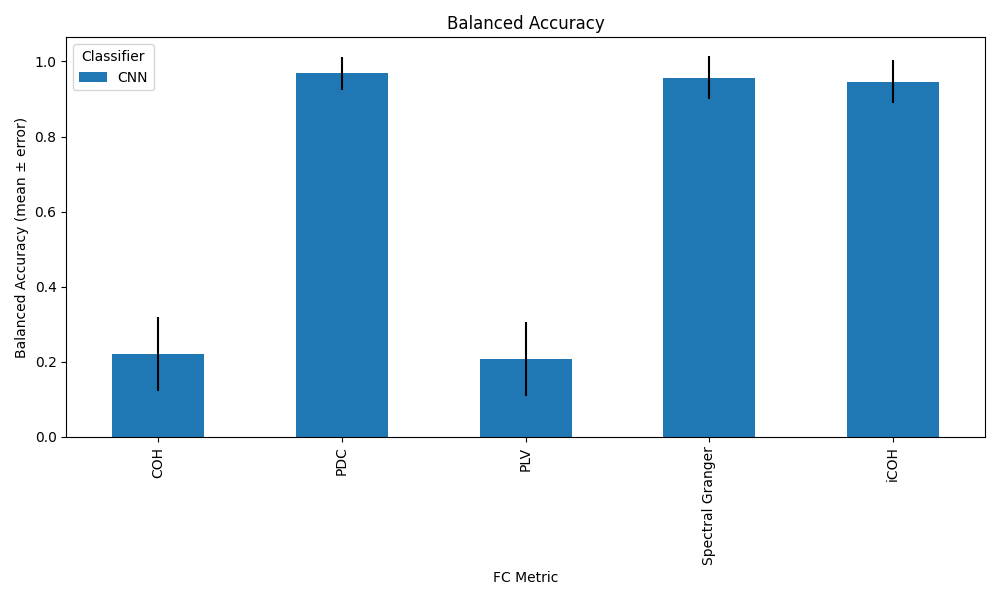 Balanced Accuracy
Classifier
CNN
Balanced Accuracy (mean ± error)
1.0
0.8
0.6
0.4
0.2
0.0
COH
PDC
PLV
Spectral Granger
iCOH
FC Metric